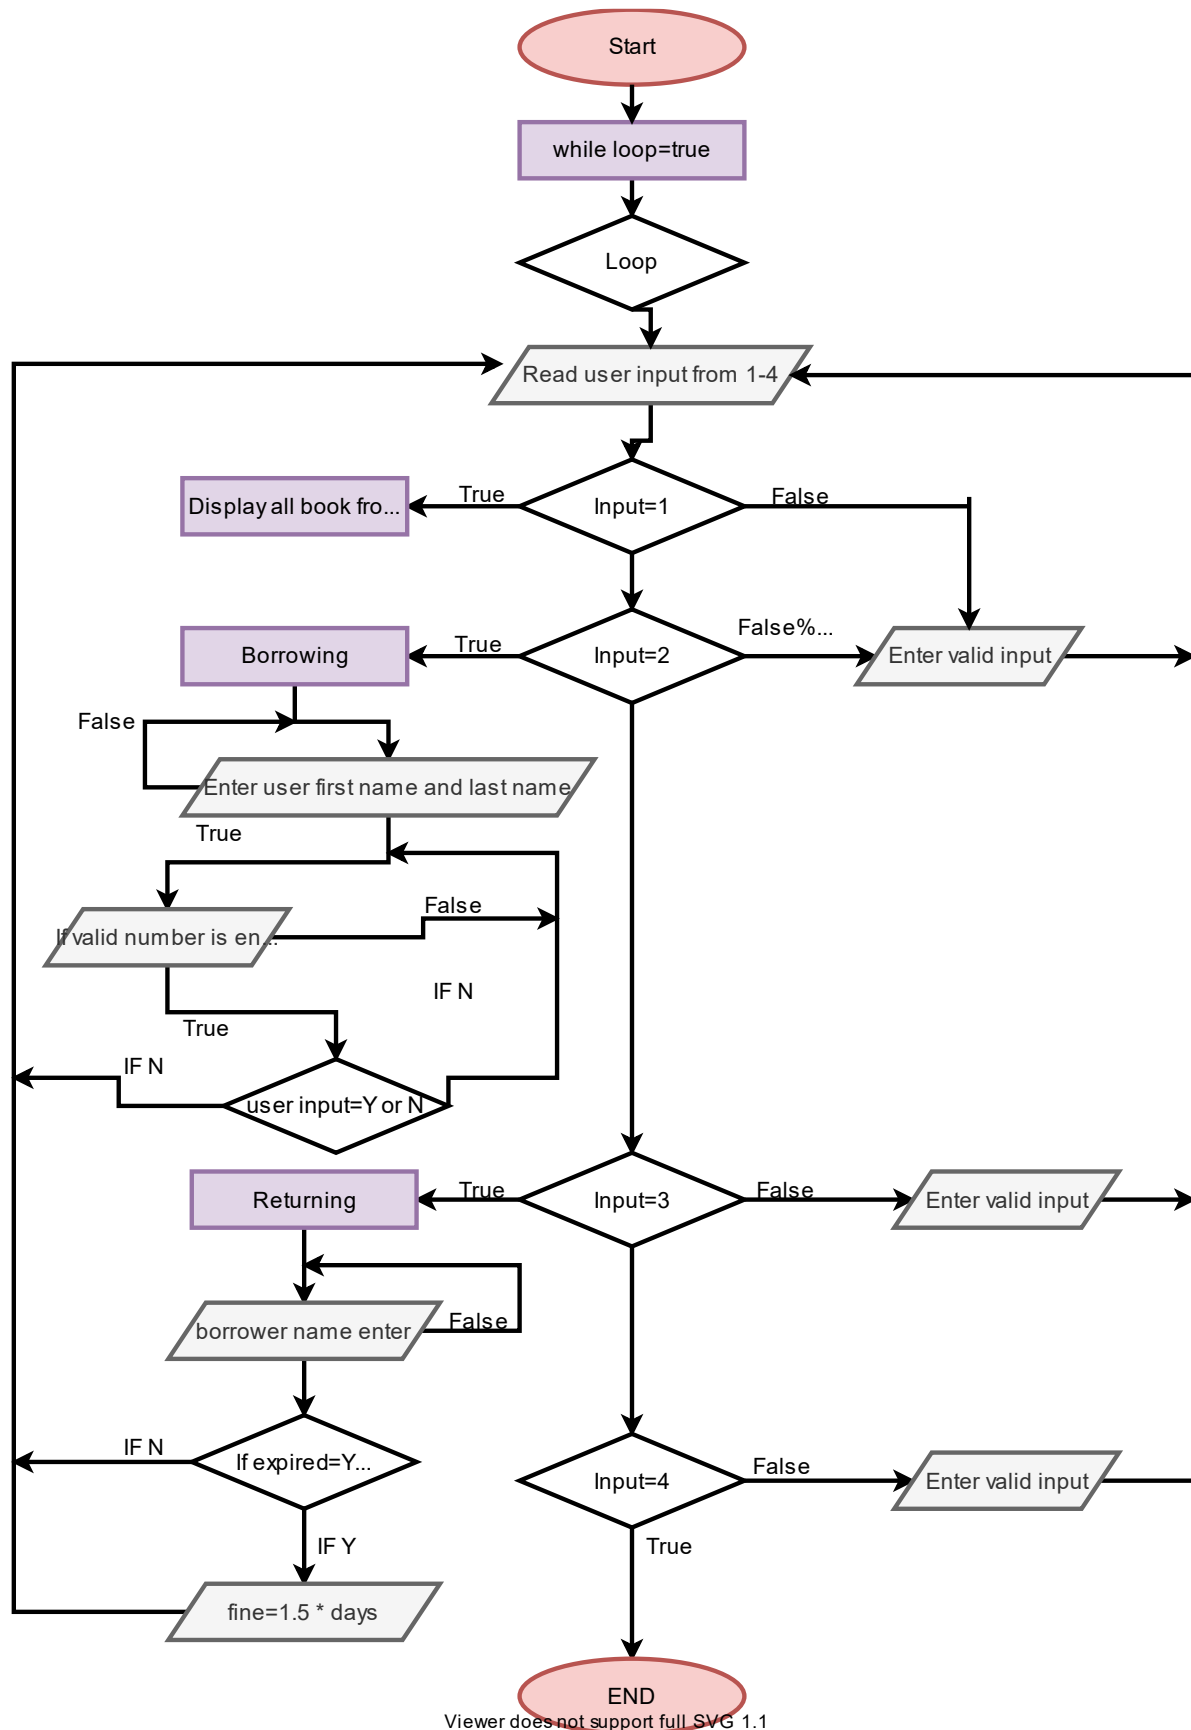 Start
while loop=true
Loop
Read user input from 1-4
Display all book fro...
True
Input=1
False
Borrowing
True
Input=2
False%...
Enter valid input
False
Enter user first name and last name
True
If valid number is en...
False
IF N
True
IF N
user input=Y or N
Returning
True
Input=3
False
Enter valid input
borrower name enter
False
IF N
If expired=Y...
Input=4
False
Enter valid input
IF Y
True
fine=1.5 * days
END
Viewer does not support full SVG 1.1